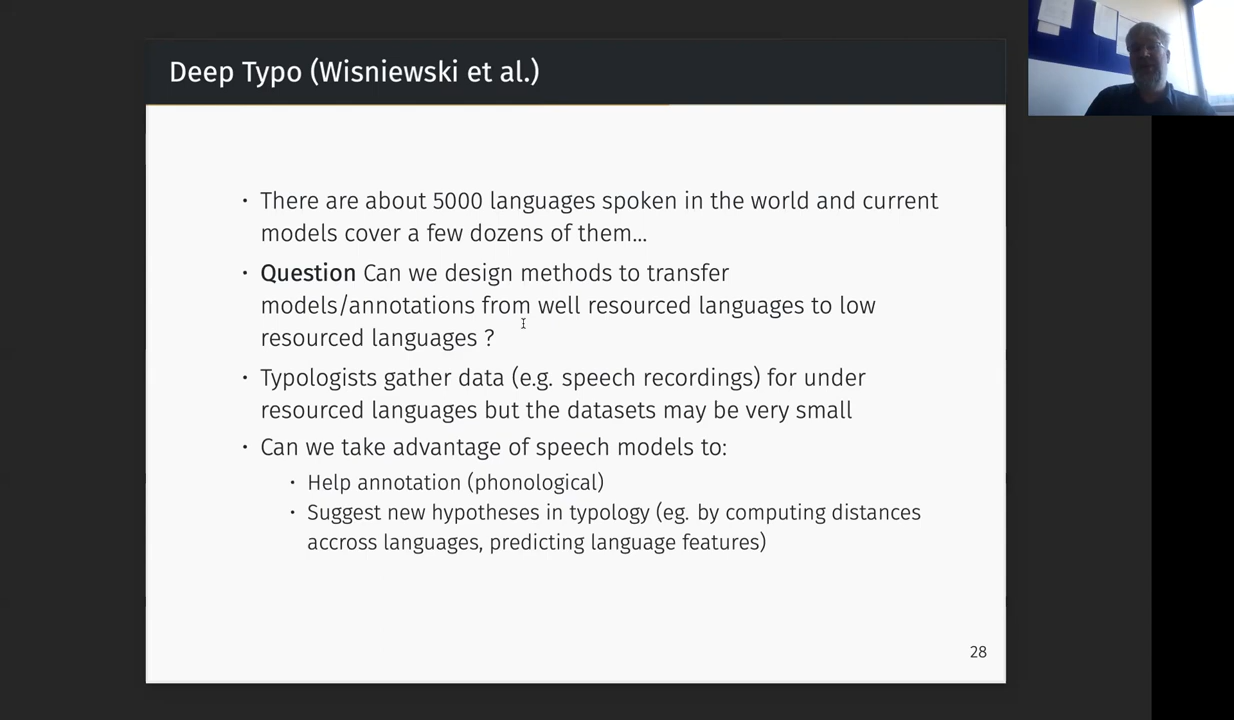 Deep Typo (Wisniewski et al.)
• There are about 5000 languages spoken in the world and current
models cover a few dozens of them...
• Question Can we design methods to transfer
models/annotations from well resourced languages to low
resourced languages ?
• Typologists gather data (e.g. speech recordings) for under
resourced languages but the datasets may be very small
• Can we take advantage of speech models to:
• Help annotation (phonological)
• Suggest new hypotheses in typology (eg. by computing distances
accross languages, predicting language features)
28